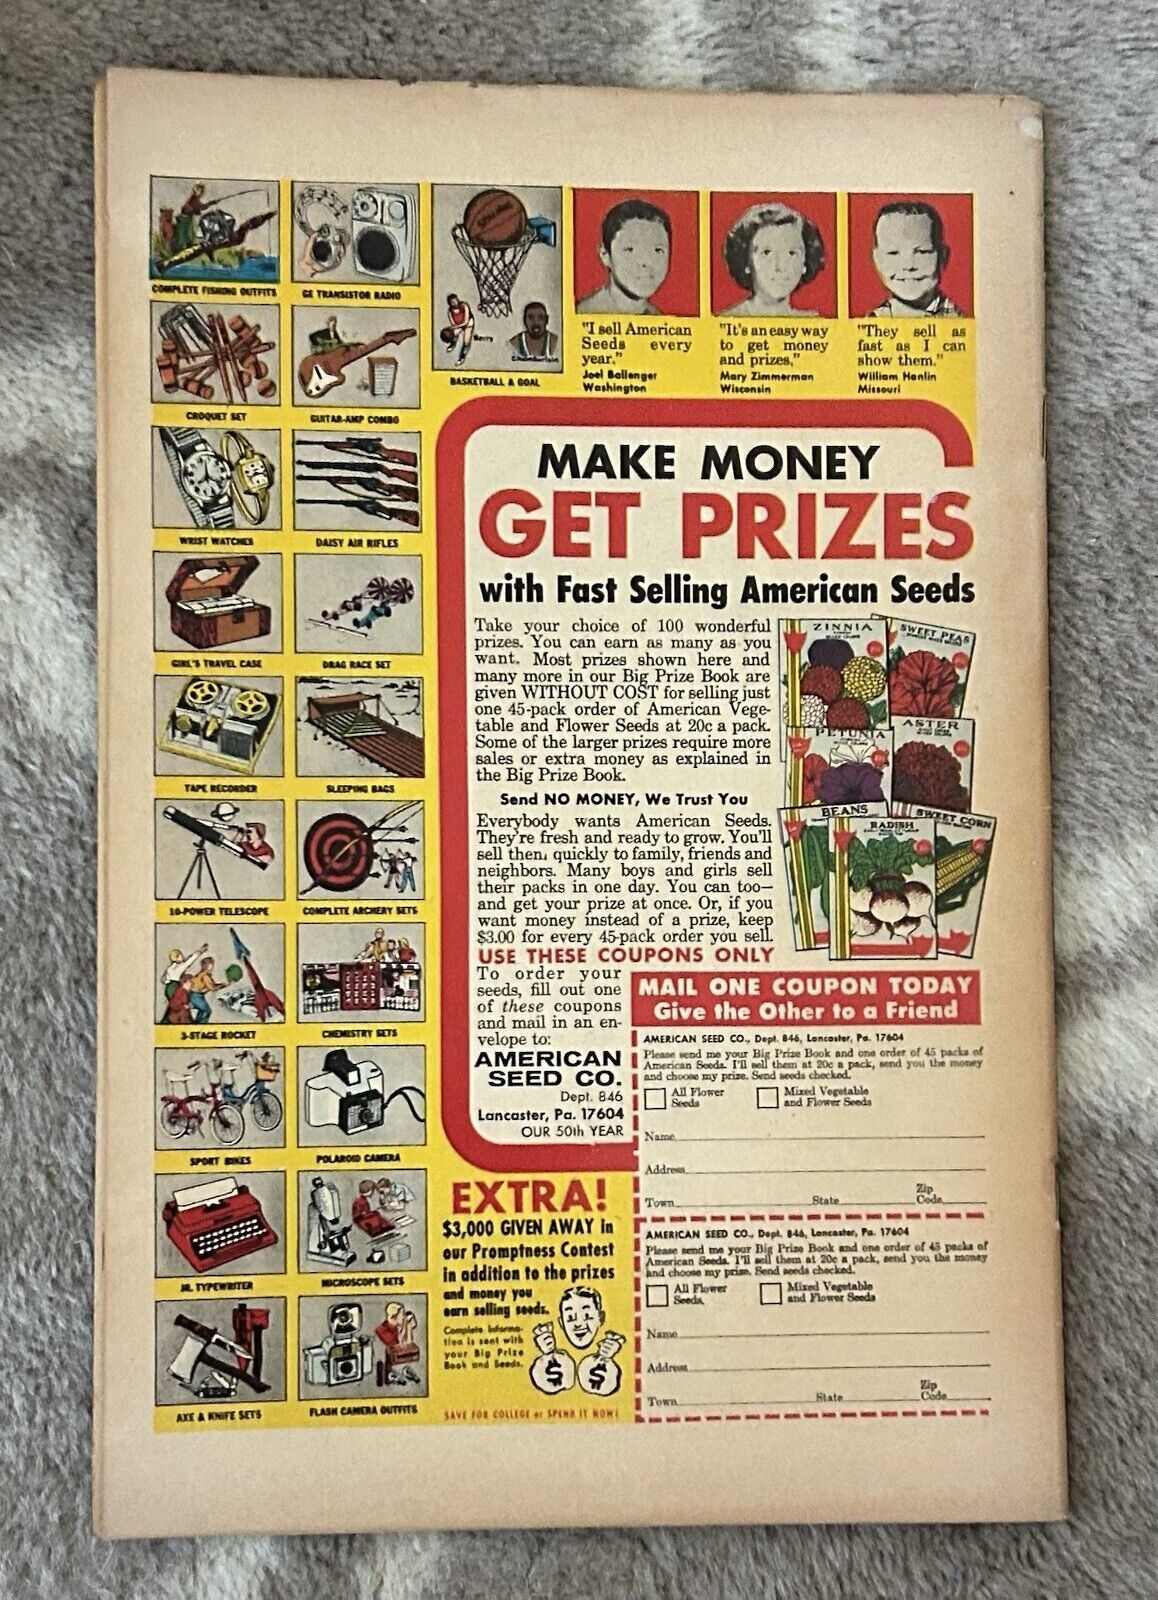 COMPLETE FISHING OUTFITS
GE TRANSISTOR RADIO
CROQUET SET
GUITAR-AMP COMBO
WRIST WATCHES
DAISY AIR RIFLES
GIRL'S TRAVEL CASE
DRAG RACE SET
TAPE RECORDER
SLEEPING BAGS
10-POWER TELESCOPE
COMPLETE ARCHERY SETS
3-STAGE ROCKET
CHEMISTRY SETS
SPORT BIKES
POLAROID CAMERA
JR. TYPEWRITER
MICROSCOPE SETS
AXE & KNIFE SETS
FLASH CAMERA OUTFITS
Barry
Chamberlain
BASKETBALL & GOAL
"I sell American
Seeds every
year."
Joel Ballenger
Washington
"It's an easy way
to get money
and prizes."
Mary Zimmerman
Wisconsin
"They sell as
fast as I can
show them."
William Hanlin
Missouri
MAKE MONEY
GET PRIZES
with Fast Selling American Seeds
Take your choice of 100 wonderful
prizes. You can earn as many as you
want. Most prizes shown here and
many more in our Big Prize Book are
given WITHOUT COST for selling just
one 45-pack order of American Vege-
table and Flower Seeds at 20c a pack.
Some of the larger prizes require more
sales or extra money as explained in
the Big Prize Book.
Send NO MONEY, We Trust You
Everybody wants American Seeds.
They're fresh and ready to grow. You'll
sell them quickly to family, friends and
neighbors. Many boys and girls sell
their packs in one day. You can too—
and get your prize at once. Or, if you
want money instead of a prize, keep
$3.00 for every 45-pack order you sell.
USE THESE COUPONS ONLY
To order your
seeds, fill out one
of these coupons
and mail in an en-
velope to:
AMERICAN
SEED CO.
Dept. 846
Lancaster, Pa. 17604
OUR 50th YEAR
ZINNIA
SWEET PEAS
PETUNIA
ASTER
BEANS
RADISH
SWEET CORN
MAIL ONE COUPON TODAY
Give the Other to a Friend
AMERICAN SEED CO., Dept. 846, Lancaster, Pa. 17604
Please send me your Big Prize Book and one order of 45 packs of
American Seeds. I'll sell them at 20c a pack, send you the money
and choose my prize. Send seeds checked.
All Flower
Seeds
Mixed Vegetable
and Flower Seeds
Name
Address
Town State Zip Code
AMERICAN SEED CO., Dept. 846, Lancaster, Pa. 17604
Please send me your Big Prize Book and one order of 45 packs of
American Seeds. I'll sell them at 20c a pack, send you the money
and choose my prize. Send seeds checked.
All Flower
Seeds
Mixed Vegetable
and Flower Seeds
Name
Address
Town State Zip Code
EXTRA!
$3,000 GIVEN AWAY in
our Promptness Contest
in addition to the prizes
and money you
earn selling seeds.
Complete informa-
tion is sent with
your Big Prize
Book and Seeds.
$ $
SAVE FOR COLLEGE or SPEND IT NOW!